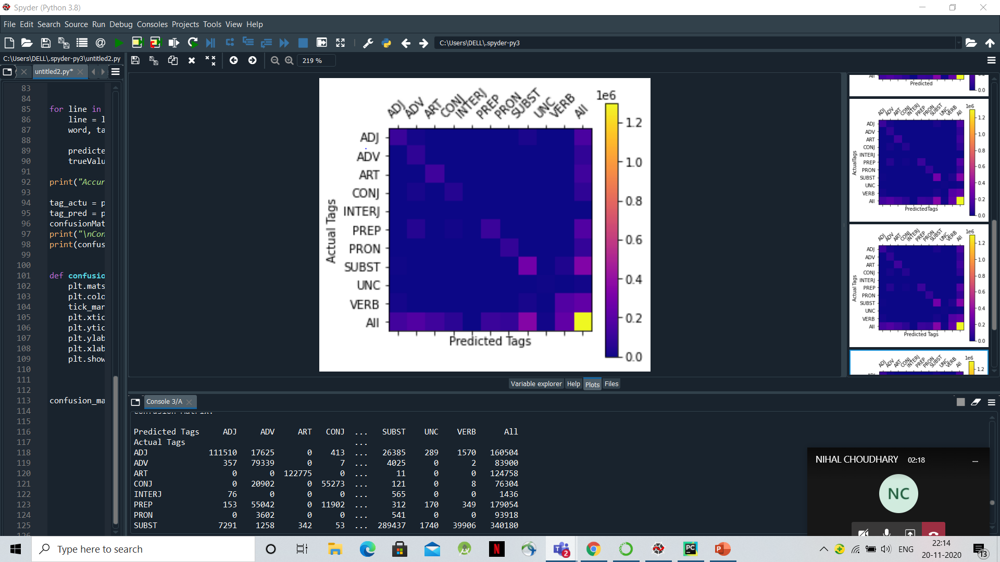 Spyder (Python 3.8)
File Edit Search Source Run Debug Consoles Projects Tools View Help
C:\Users\DELL\.spyder-py3
C:\Users\DELL\.spyder-py3\untitled2.py
219 %
untitled2.py*
83
84
85 for line in
86 line = l
87 word, ta
88
89 predicte
90 trueValu
91
92 print("Accur
93
94 tag_actu = p
95 tag_pred = p
96 confusionMat
97 print("\nCon
98 print(confus
99
100
101 def confusio
102 plt.mats
103 plt.colo
104 tick_mar
105 plt.xtic
106 plt.ytic
107 plt.ylab
108 plt.xlab
109 plt.show
110
111
112
113 confusion_ma
114
115
116
117
118
119
120
121
122
123
124
125
126
ADJ ADV ART CONJ INTERJ PREP PRON SUBST UNC VERB All
1e6
ADJ
ADV
ART
CONJ
INTERJ
PREP
PRON
SUBST
UNC
VERB
All
Actual Tags
Predicted Tags
1.2
1.0
0.8
0.6
0.4
0.2
0.0
All
Predicted
0.0
ADJ ADV ART CONJ INTERJ PREP PRON SUBST UNC VERB All
1e6
ADJ
ADV
ART
CONJ
INTERJ
PREP
PRON
SUBST
UNC
VERB
All
ActualTags
PredictedTags
1.2
1.0
0.8
0.6
0.4
0.2
0.0
ADJ ADV ART CONJ INTERJ PREP PRON SUBST UNC VERB All
1e6
ADJ
ADV
ART
CONJ
INTERJ
PREP
PRON
SUBST
UNC
VERB
All
Actual Tags
Predicted Tags
1.2
1.0
0.8
0.6
0.4
0.2
0.0
ADJ ADV ART CONJ INTERJ PREP PRON SUBST UNC VERB All
1e6
1.2
Variable explorer Help Plots Files
Console 3/A
Confusion Matrix:
Predicted Tags ADJ ADV ART CONJ ... SUBST UNC VERB All
Actual Tags ...
ADJ 111510 17625 0 413 ... 26385 289 1570 160504
ADV 357 79339 0 7 ... 4025 0 2 83900
ART 0 0 122775 0 ... 11 0 0 124758
CONJ 0 20902 0 55273 ... 121 0 8 76304
INTERJ 76 0 0 0 ... 565 0 0 1436
PREP 153 55042 0 11902 ... 312 170 349 179054
PRON 0 3602 0 0 ... 541 0 0 93918
SUBST 7291 1258 342 53 ... 289437 1740 39906 340180
NIHAL CHOUDHARY 02:18
NC
Type here to search
N
2
PC
P
ENG
22:14
20-11-2020
13